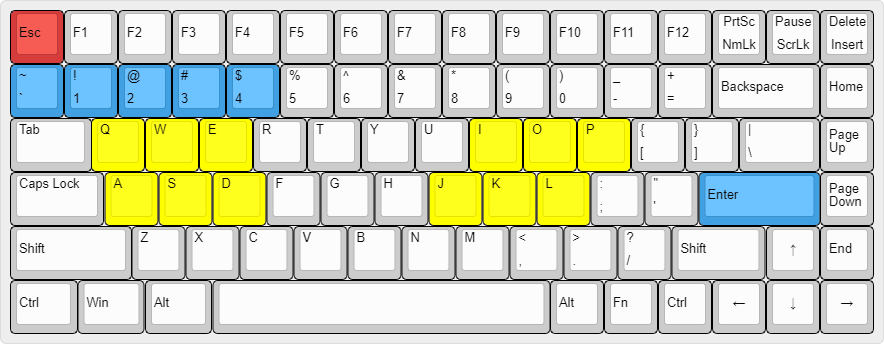 Esc F1 F2 F3 F4 F5 F6 F7 F8 F9 F10 F11 F12 PrtSc Pause Delete
NmLk ScrLk Insert
~ ! @ # $ % ^ & * ( ) _ + Backspace Home
` 1 2 3 4 5 6 7 8 9 0 - =
Tab Q W E R T Y U I O P { } | Page
[ ] \ Up
Caps Lock A S D F G H J K L : " Enter Page
; ' Down
Shift Z X C V B N M < > ? Shift ↑ End
, . /
Ctrl Win Alt Alt Fn Ctrl ← ↓ →